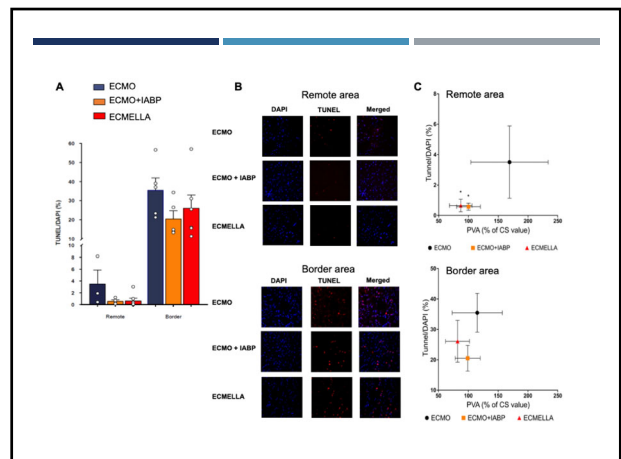 A
ECMO
ECMO+IABP
ECMELLA
TUNEL/DAPI (%)
60
50
40
30
20
10
8
6
4
2
0
Remote
Border
B
Remote area
DAPI
TUNEL
Merged
ECMO
ECMO + IABP
ECMELLA
Border area
DAPI
TUNEL
Merged
ECMO
ECMO + IABP
ECMELLA
C
Remote area
Tunnel/DAPI (%)
8
6
4
2
0
50
100
150
200
250
PVA (% of CS value)
ECMO
ECMO+IABP
ECMELLA
Border area
Tunnel/DAPI (%)
50
40
30
20
10
50
100
150
200
250
PVA (% of CS value)
ECMO
ECMO+IABP
ECMELLA